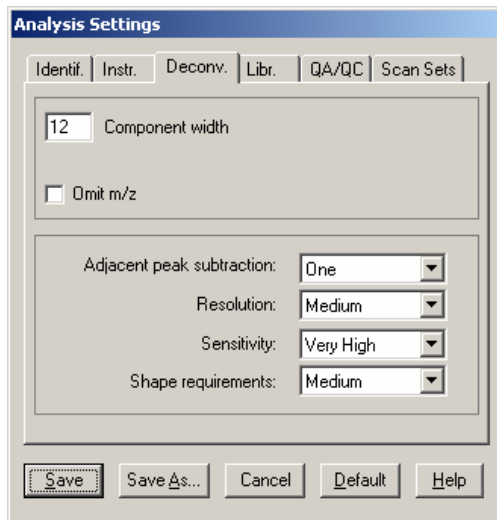 Analysis Settings
Identif. Instr. Deconv. Libr. QA/QC Scan Sets
12 Component width
Omit m/z
Adjacent peak subtraction: One
Resolution: Medium
Sensitivity: Very High
Shape requirements: Medium
Save Save As... Cancel Default Help